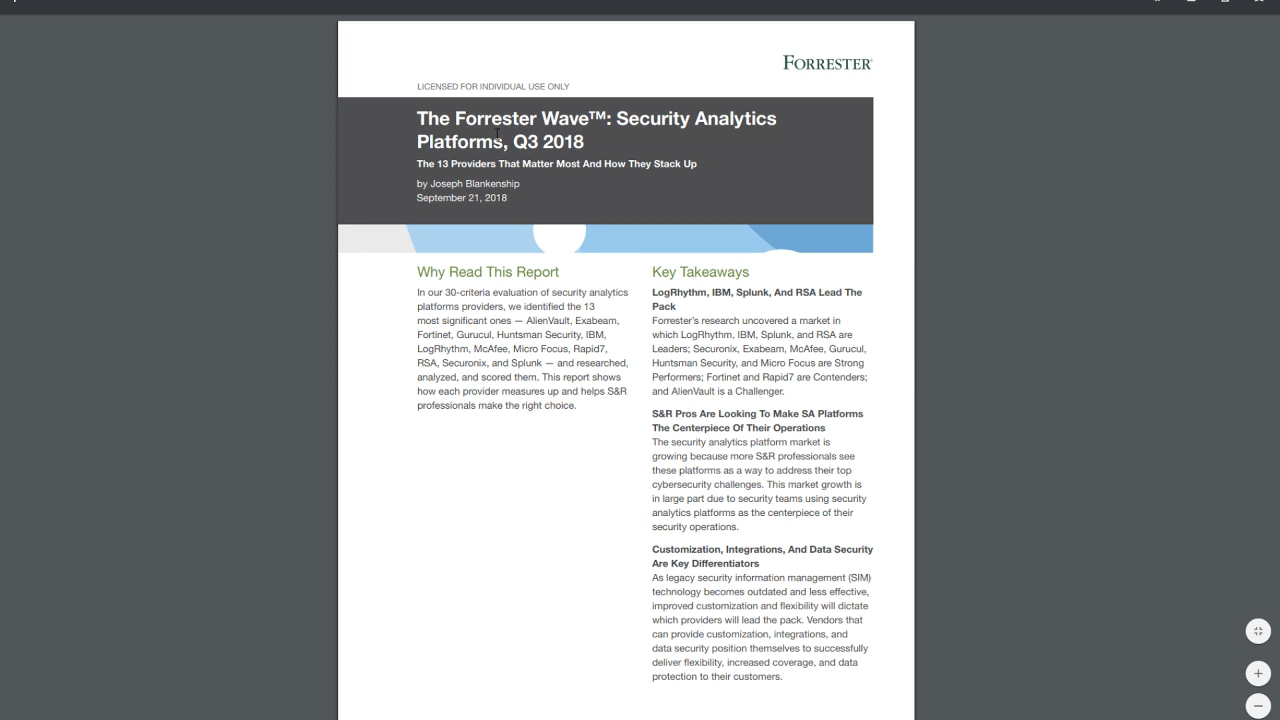 FORRESTER
LICENSED FOR INDIVIDUAL USE ONLY
The Forrester Wave™: Security Analytics
Platforms, Q3 2018
The 13 Providers That Matter Most And How They Stack Up
by Joseph Blankenship
September 21, 2018
Why Read This Report
In our 30-criteria evaluation of security analytics
platforms providers, we identified the 13
most significant ones — AlienVault, Exabeam,
Fortinet, Gurucul, Huntsman Security, IBM,
LogRhythm, McAfee, Micro Focus, Rapid7,
RSA, Securonix, and Splunk — and researched,
analyzed, and scored them. This report shows
how each provider measures up and helps S&R
professionals make the right choice.
Key Takeaways
LogRhythm, IBM, Splunk, And RSA Lead The
Pack
Forrester's research uncovered a market in
which LogRhythm, IBM, Splunk, and RSA are
Leaders; Securonix, Exabeam, McAfee, Gurucul,
Huntsman Security, and Micro Focus are Strong
Performers; Fortinet and Rapid7 are Contenders;
and AlienVault is a Challenger.
S&R Pros Are Looking To Make SA Platforms
The Centerpiece Of Their Operations
The security analytics platform market is
growing because more S&R professionals see
these platforms as a way to address their top
cybersecurity challenges. This market growth is
in large part due to security teams using security
analytics platforms as the centerpiece of their
security operations.
Customization, Integrations, And Data Security
Are Key Differentiators
As legacy security information management (SIM)
technology becomes outdated and less effective,
improved customization and flexibility will dictate
which providers will lead the pack. Vendors that
can provide customization, integrations, and
data security position themselves to successfully
deliver flexibility, increased coverage, and data
protection to their customers.